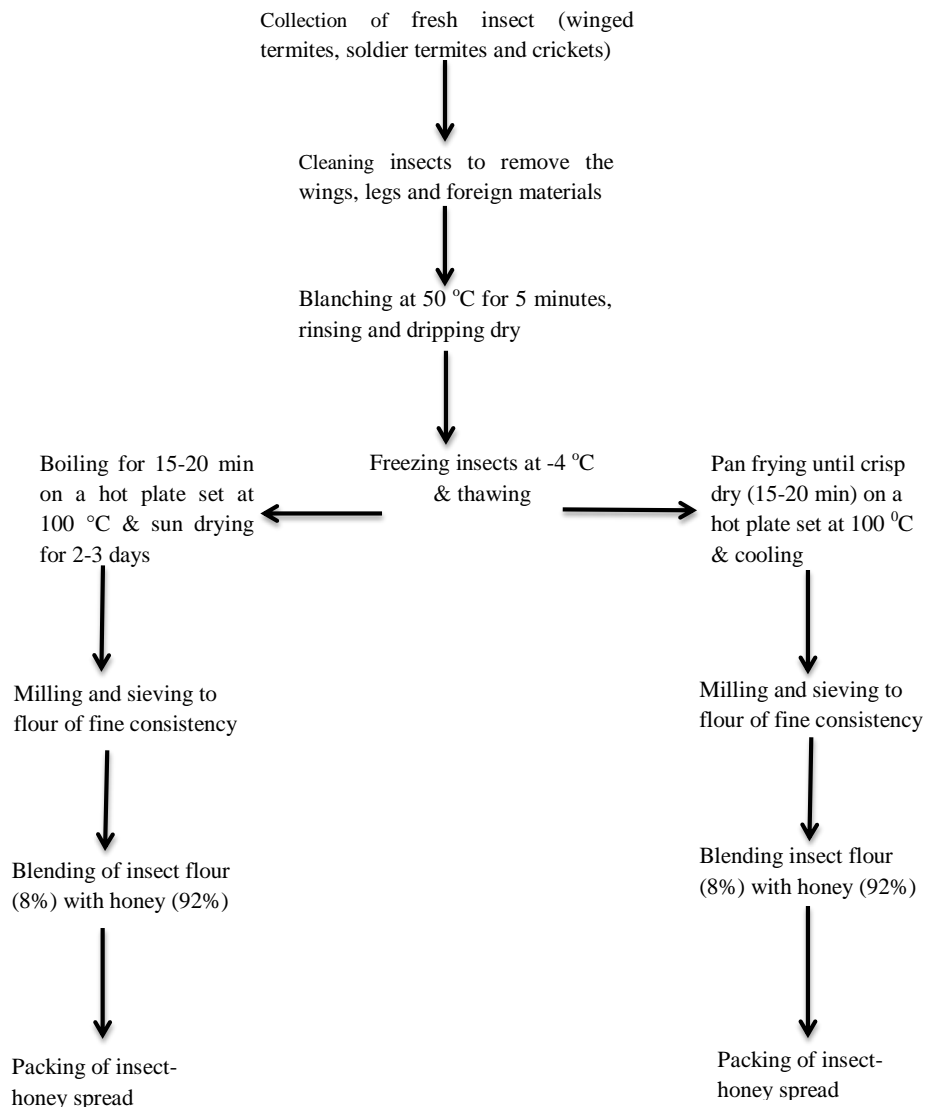 Collection of fresh insect (winged
termites, soldier termites and crickets)
Cleaning insects to remove the
wings, legs and foreign materials
Blanching at 50 °C for 5 minutes,
rinsing and dripping dry
Freezing insects at -4 °C
& thawing
Boiling for 15-20 min
on a hot plate set at
100 °C & sun drying
for 2-3 days
Milling and sieving to
flour of fine consistency
Blending of insect flour
(8%) with honey (92%)
Packing of insect-
honey spread
Pan frying until crisp
dry (15-20 min) on a
hot plate set at 100 ⁰C
& cooling
Milling and sieving to
flour of fine consistency
Blending insect flour
(8%) with honey (92%)
Packing of insect-
honey spread